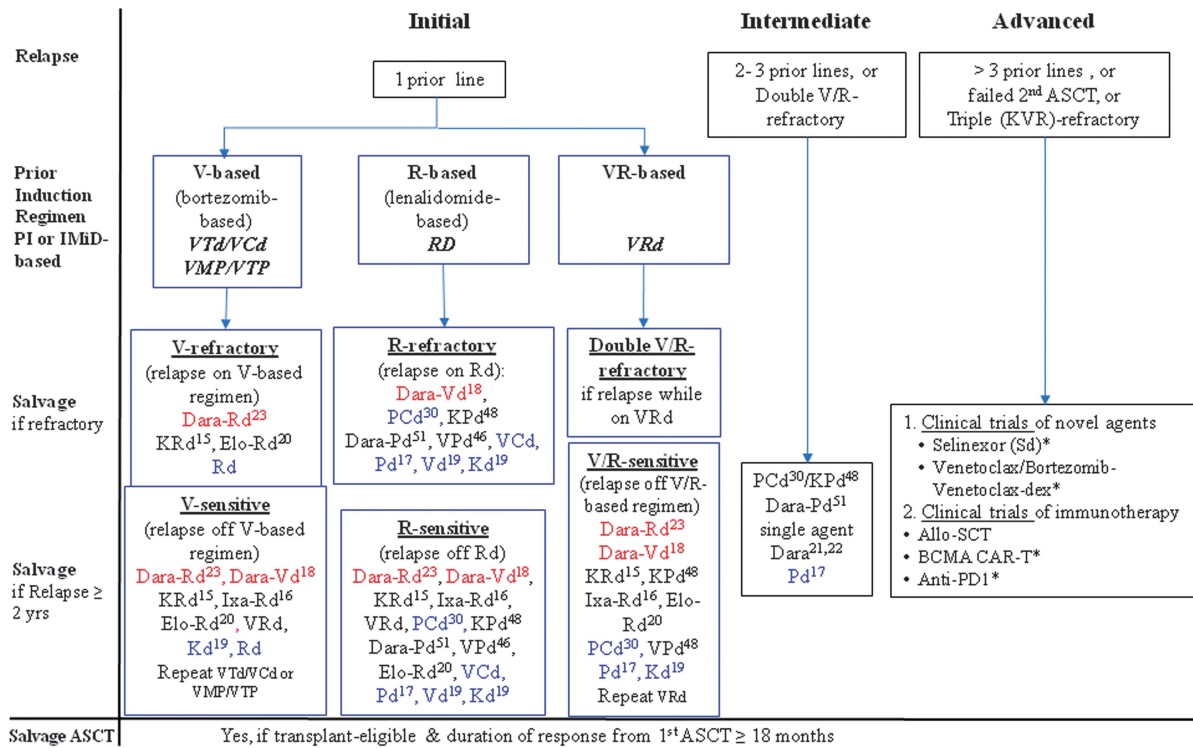 Relapse
Initial
Intermediate
Advanced
1 prior line
2- 3 prior lines, or
Double V/R-
refractory
> 3 prior lines , or
failed 2nd ASCT, or
Triple (KVR)-refractory
Prior
Induction
Regimen
PI or IMiD-
based
V-based
(bortezomib-
based)
VTd/VCd
VMP/VTP
R-based
(lenalidomide-
based)
RD
VR-based
VRd
Salvage
if refractory
V-refractory
(relapse on V-based
regimen)
Dara-Rd23
KRd15, Elo-Rd20
Rd
R-refractory
(relapse on Rd):
Dara-Vd18,
PCd30, KPd48
Dara-Pd51, VPd46, VCd,
Pd17, Vd19, Kd19
Double V/R-
refractory
if relapse while
on VRd
Salvage
if Relapse ≥
2 yrs
V-sensitive
(relapse off V-based
regimen)
Dara-Rd23, Dara-Vd18
KRd15, Ixa-Rd16
Elo-Rd20, VRd,
Kd19, Rd
Repeat VTd/VCd or
VMP/VTP
R-sensitive
(relapse off Rd)
Dara-Rd23, Dara-Vd18,
KRd15, Ixa-Rd16,
VRd, PCd30, KPd48
Dara-Pd51, VPd46,
Elo-Rd20, VCd,
Pd17, Vd19, Kd19
V/R-sensitive
(relapse off V/R-
based regimen)
Dara-Rd23
Dara-Vd18
KRd15, KPd48
Ixa-Rd16, Elo-
Rd20
PCd30, VPd48
Pd17, Kd19
Repeat VRd
PCd30/KPd48
Dara-Pd51
single agent
Dara21,22
Pd17
1. Clinical trials of novel agents
• Selinexor (Sd)*
• Venetoclax/Bortezomib-
Venetoclax-dex*
2. Clinical trials of immunotherapy
• Allo-SCT
• BCMA CAR-T*
• Anti-PD1*
Salvage ASCT
Yes, if transplant-eligible & duration of response from 1st ASCT ≥ 18 months